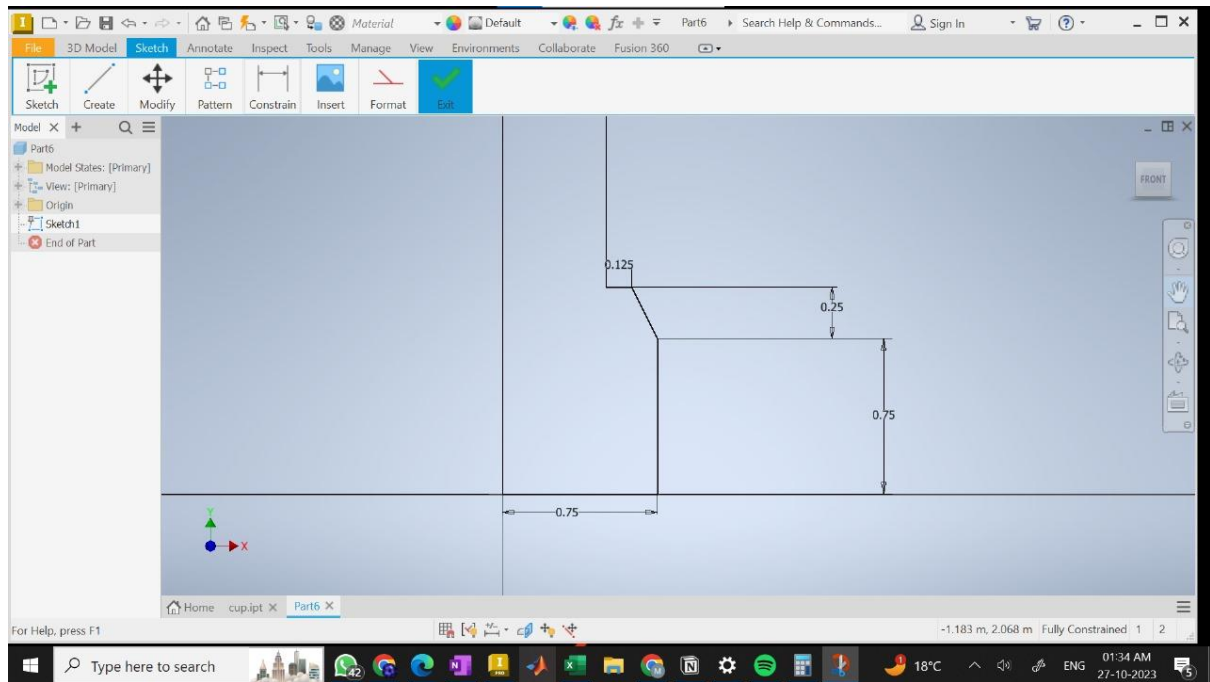 I PRO Material Default fx Part6 Search Help & Commands... Sign In ?
File 3D Model Sketch Annotate Inspect Tools Manage View Environments Collaborate Fusion 360
Sketch Create Modify Pattern Constrain Insert Format Exit
Model
Part6
Model States: [Primary]
View: [Primary]
Origin
Sketch1
End of Part
FRONT
0.125
0.25
0.75
0.75
Y
X
Home cup.ipt Part6
For Help, press F1
-1.183 m, 2.068 m Fully Constrained 1 2
Type here to search
42
18°C
ENG
01:34 AM
27-10-2023
5